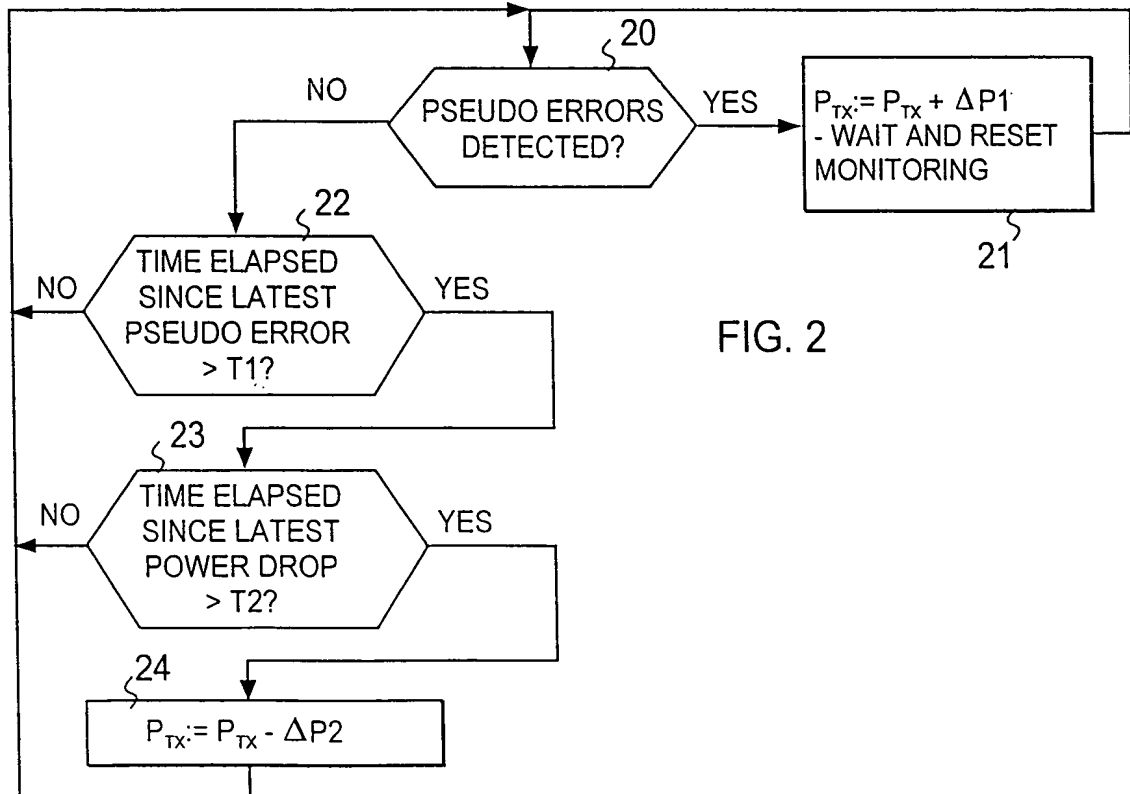 20
NO
PSEUDO ERRORS
DETECTED?
YES
P_TX:= P_TX + ΔP1
- WAIT AND RESET
MONITORING
21
22
NO
TIME ELAPSED
SINCE LATEST
PSEUDO ERROR
> T1?
YES
FIG. 2
23
NO
TIME ELAPSED
SINCE LATEST
POWER DROP
> T2?
YES
24
P_TX:= P_TX - ΔP2